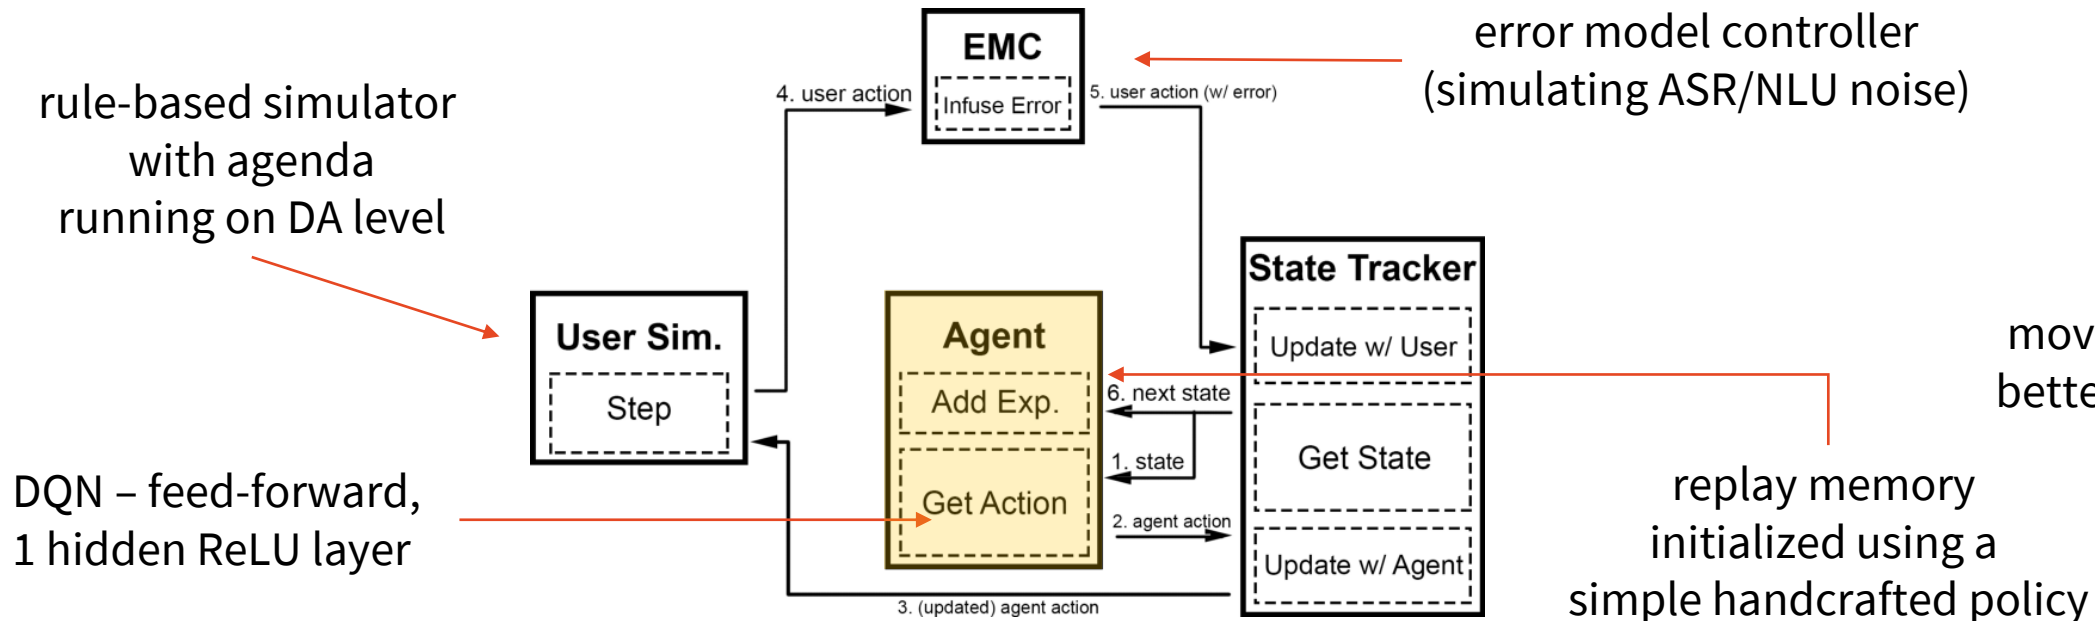 error model controller
(simulating ASR/NLU noise)
rule-based simulator
with agenda
running on DA level
EMC
Infuse Error
4. user action
5. user action (w/ error)
User Sim.
Step
Agent
Add Exp.
Get Action
State Tracker
Update w/ User
Get State
Update w/ Agent
6. next state
1. state
2. agent action
3. (updated) agent action
DQN – feed-forward,
1 hidden ReLU layer
replay memory
initialized using a
simple handcrafted policy